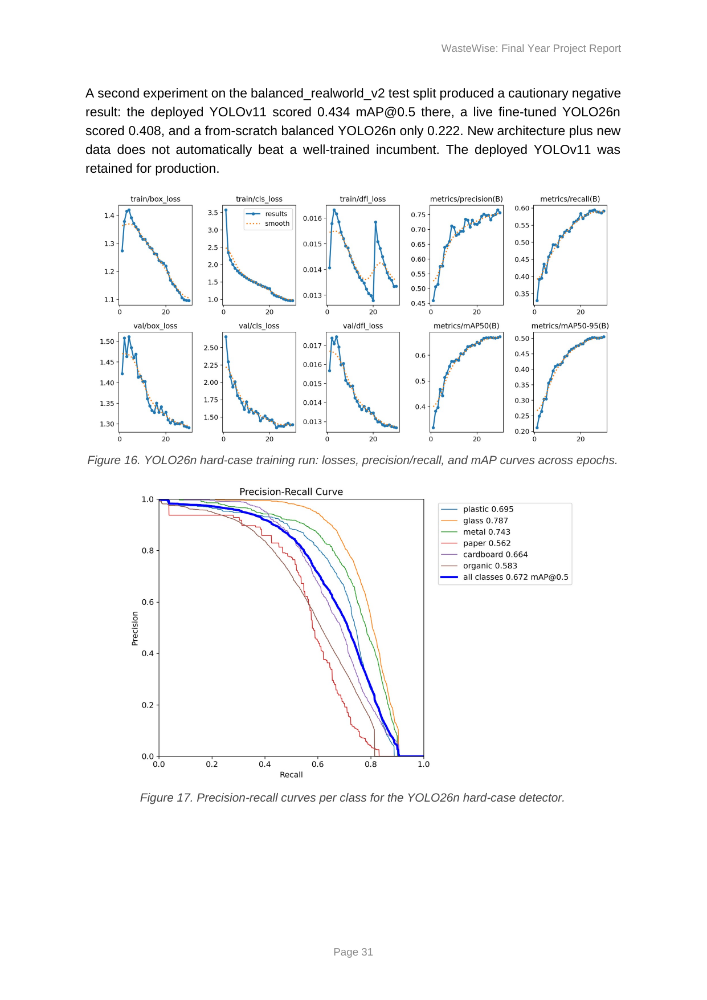 WasteWise: Final Year Project Report
A second experiment on the balanced_realworld_v2 test split produced a cautionary negative
result: the deployed YOLOv11 scored 0.434 mAP@0.5 there, a live fine-tuned YOLO26n
scored 0.408, and a from-scratch balanced YOLO26n only 0.222. New architecture plus new
data does not automatically beat a well-trained incumbent. The deployed YOLOv11 was
retained for production.
train/box_loss
1.4
1.3
1.2
1.1
0 20
train/cls_loss
results
smooth
3.5
3.0
2.5
2.0
1.5
1.0
0 20
train/dfl_loss
0.016
0.015
0.014
0.013
0 20
metrics/precision(B)
0.75
0.70
0.65
0.60
0.55
0.50
0.45
0 20
metrics/recall(B)
0.60
0.55
0.50
0.45
0.40
0.35
0 20
val/box_loss
1.50
1.45
1.40
1.35
1.30
0 20
val/cls_loss
2.50
2.25
2.00
1.75
1.50
0 20
val/dfl_loss
0.017
0.016
0.015
0.014
0.013
0 20
metrics/mAP50(B)
0.6
0.5
0.4
0 20
metrics/mAP50-95(B)
0.50
0.45
0.40
0.35
0.30
0.25
0.20
0 20
Figure 16. YOLO26n hard-case training run: losses, precision/recall, and mAP curves across epochs.
Precision-Recall Curve
1.0
0.8
0.6
0.4
0.2
0.0
Precision
0.0 0.2 0.4 0.6 0.8 1.0
Recall
plastic 0.695
glass 0.787
metal 0.743
paper 0.562
cardboard 0.664
organic 0.583
all classes 0.672 mAP@0.5
Figure 17. Precision-recall curves per class for the YOLO26n hard-case detector.
Page 31